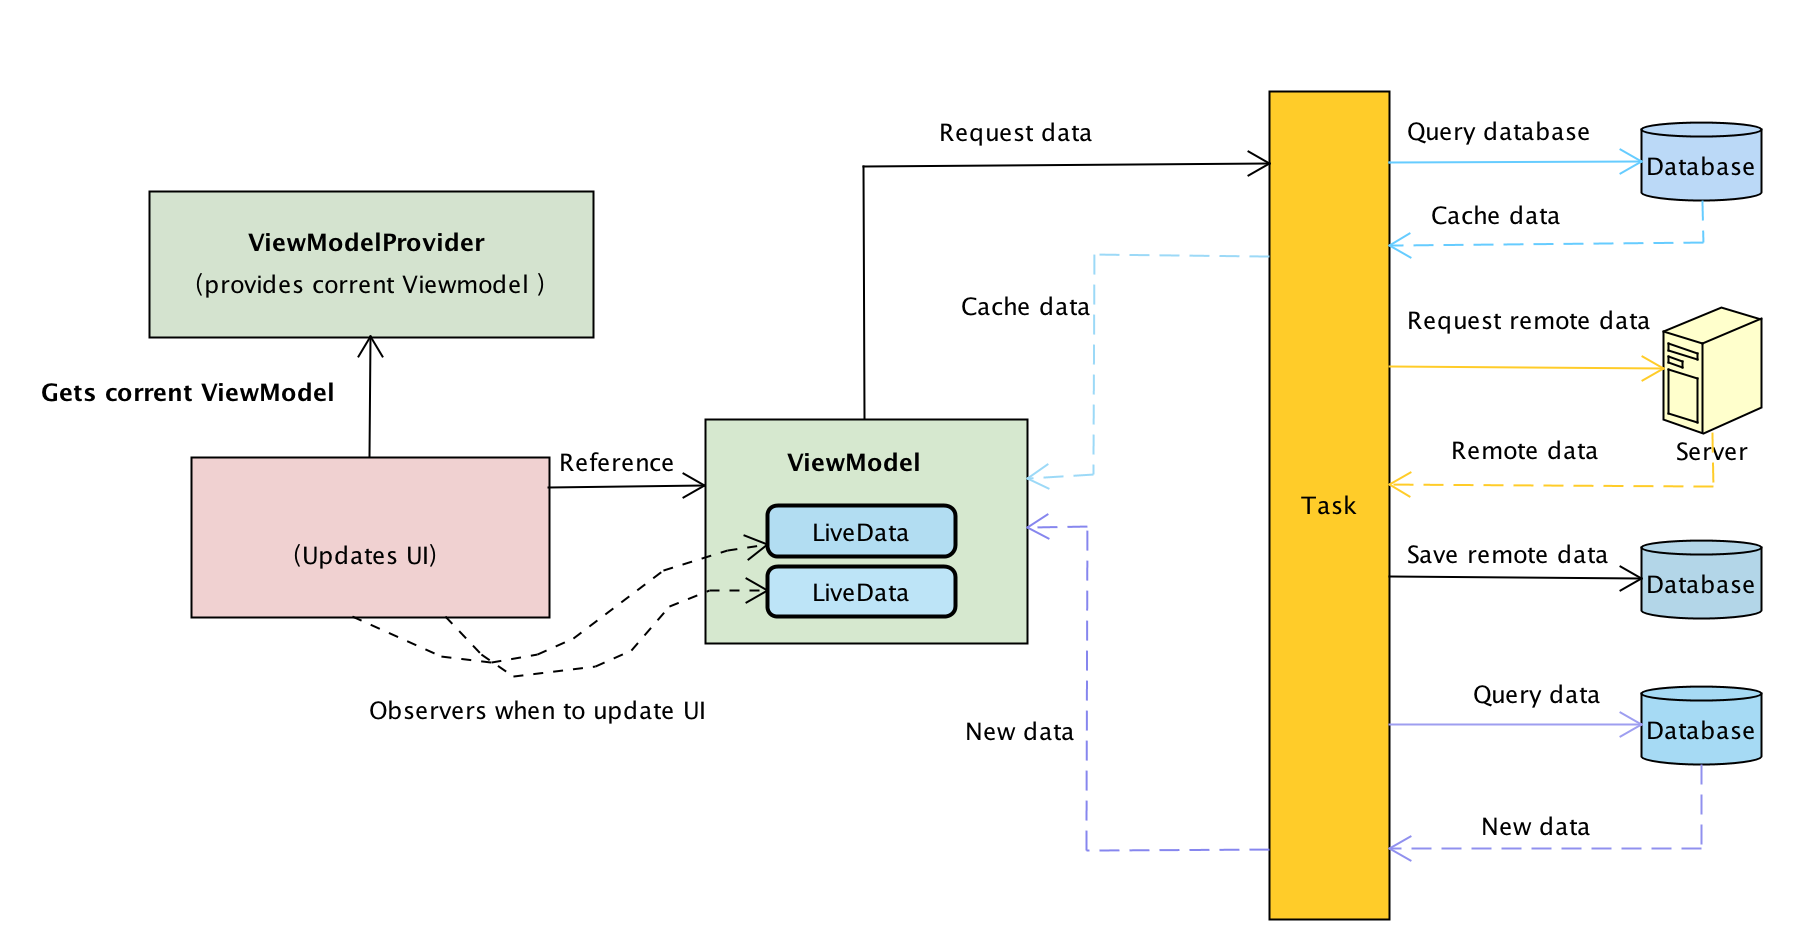 Request data
Query database
Database
Cache data
ViewModelProvider
(provides corrent Viewmodel )
Cache data
Request remote data
Gets corrent ViewModel
Server
Remote data
Reference
ViewModel
Task
LiveData
(Updates UI)
LiveData
Save remote data
Database
Observers when to update UI
New data
Query data
Database
New data